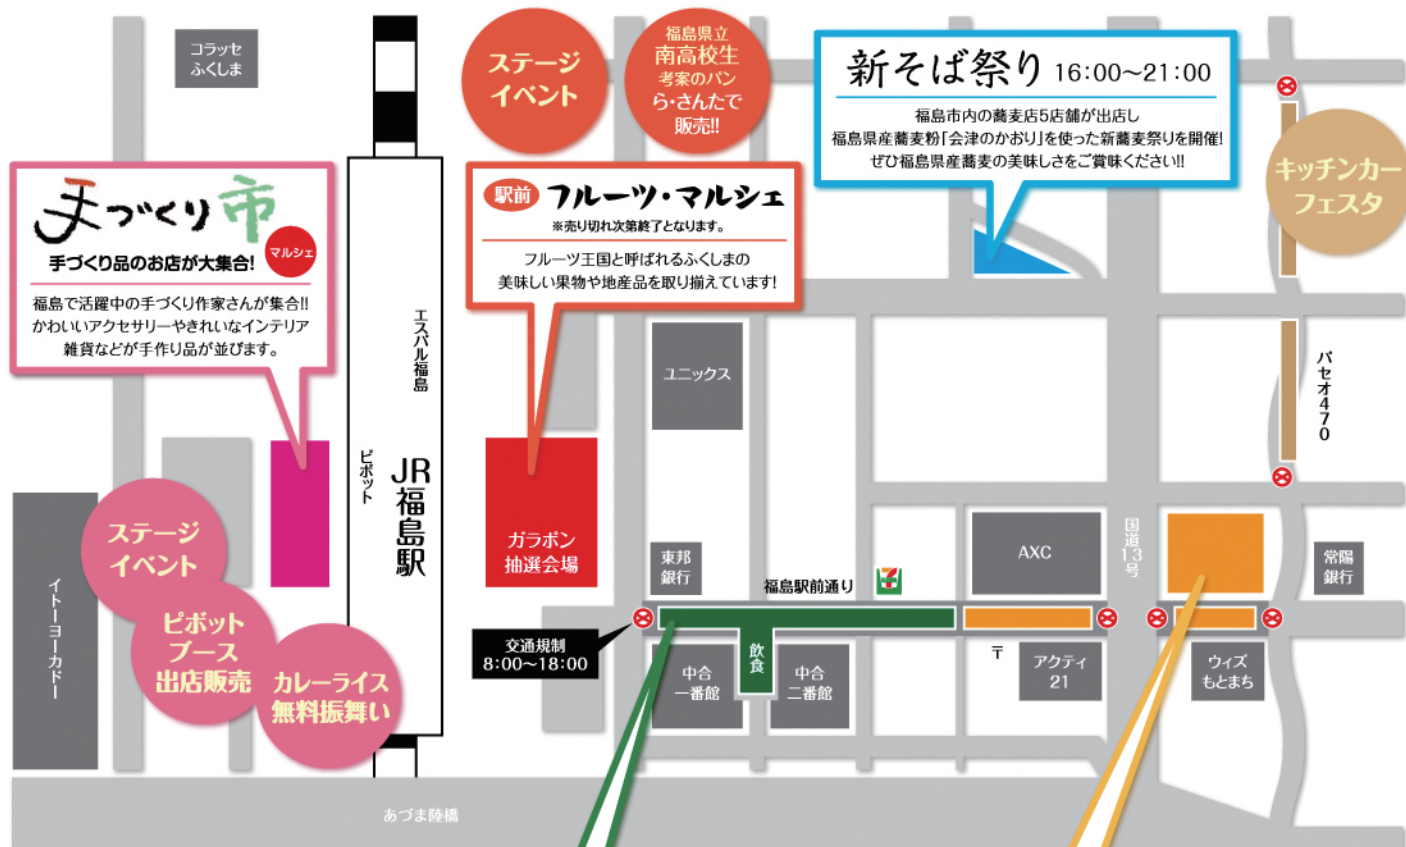 コラッセ
ふくしま
ステージ
イベント
福島県立
南高校生
考案のパン
ら・さんたで
販売!!
新そば祭り 16:00〜21:00
福島市内の蕎麦店5店舗が出店し
福島県産蕎麦粉「会津のかおり」を使った新蕎麦祭りを開催!
ぜひ福島県産蕎麦の美味しさをご賞味ください!!
キッチンカー
フェスタ
手づくり市
マルシェ
手づくり品のお店が大集合!
福島で活躍中の手づくり作家さんが集合!!
かわいいアクセサリーやきれいなインテリア
雑貨などが手作り品が並びます。
駅前 フルーツ・マルシェ
※売り切れ次第終了となります。
フルーツ王国と呼ばれるふくしまの
美味しい果物や地産品を取り揃えています!
エスパル福島
ピボット
JR福島駅
ユニックス
パセオ470
ガラポン
抽選会場
東邦
銀行
福島駅前通り
7
AXC
国道13号
常陽
銀行
イトーヨーカドー
ステージ
イベント
ピボット
ブース
出店販売
カレーライス
無料振舞い
交通規制
8:00〜18:00
飲食
中合
一番館
中合
二番館
〒
アクティ
21
ウィズ
もとまち
あづま陸橋